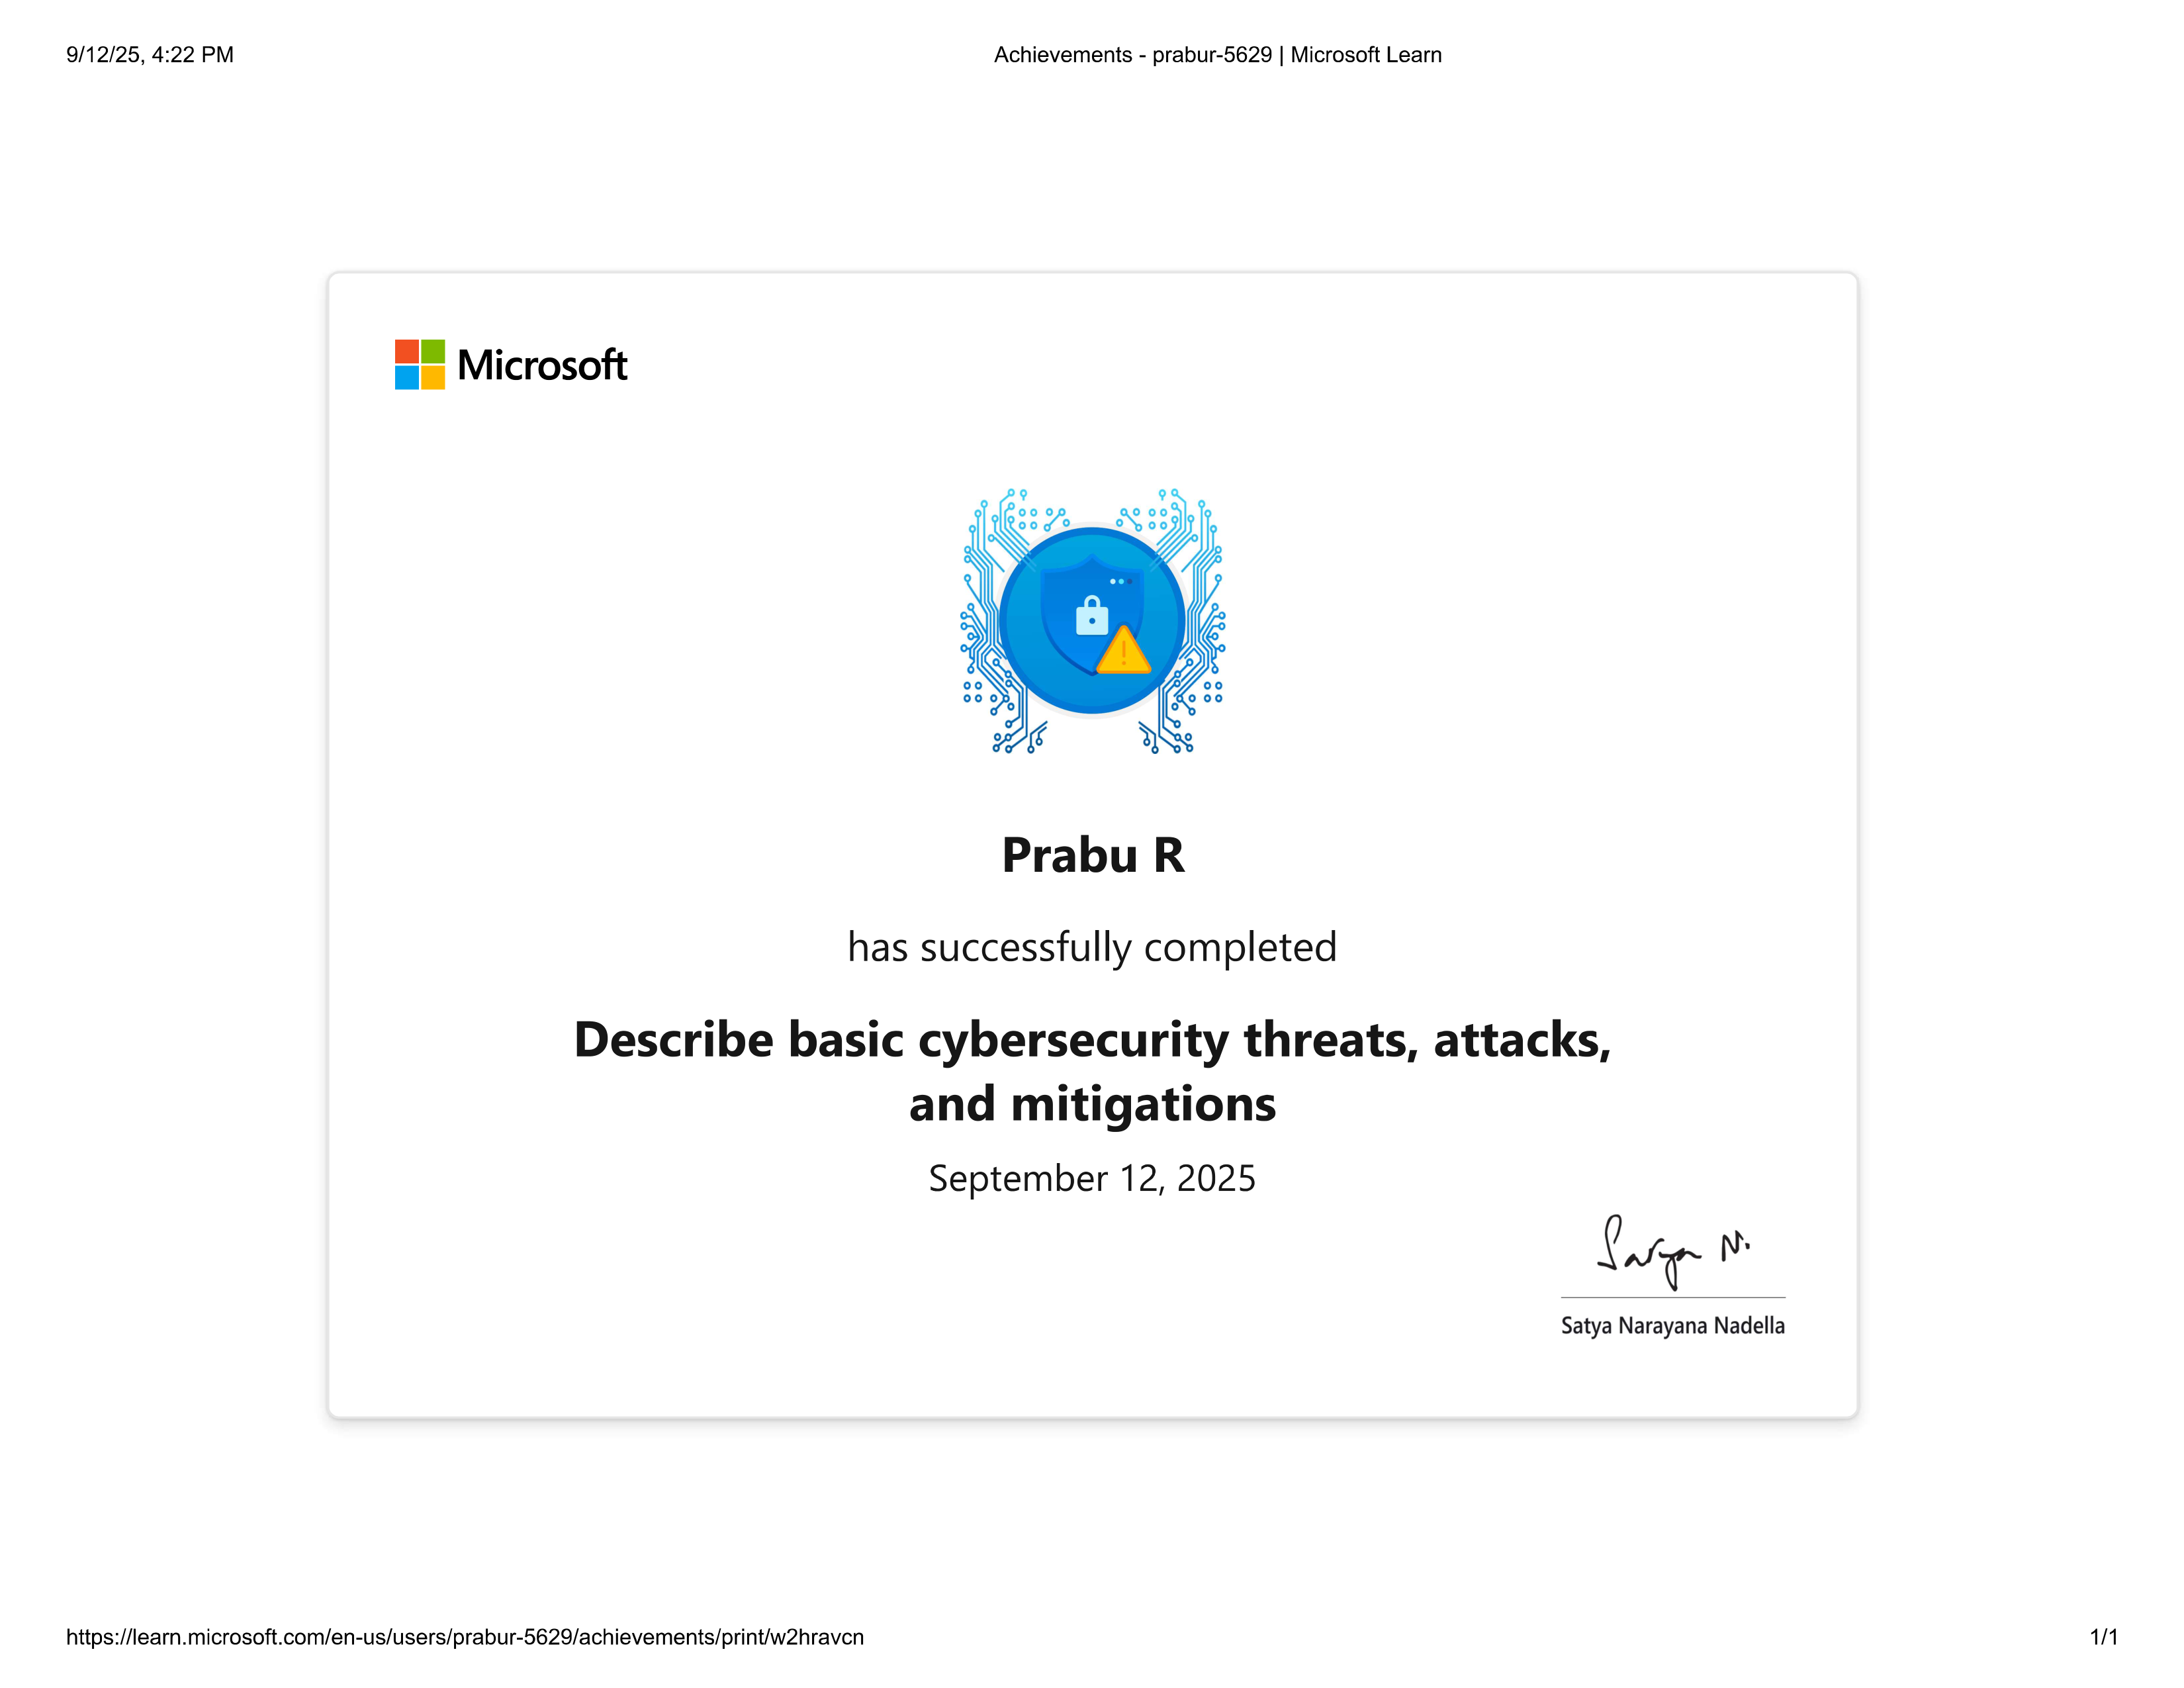 9/12/25, 4:22 PM
Achievements - prabur-5629 | Microsoft Learn
Microsoft
Prabu R
has successfully completed
Describe basic cybersecurity threats, attacks,
and mitigations
September 12, 2025
Satya N.
Satya Narayana Nadella
https://learn.microsoft.com/en-us/users/prabur-5629/achievements/print/w2hravcn
1/1